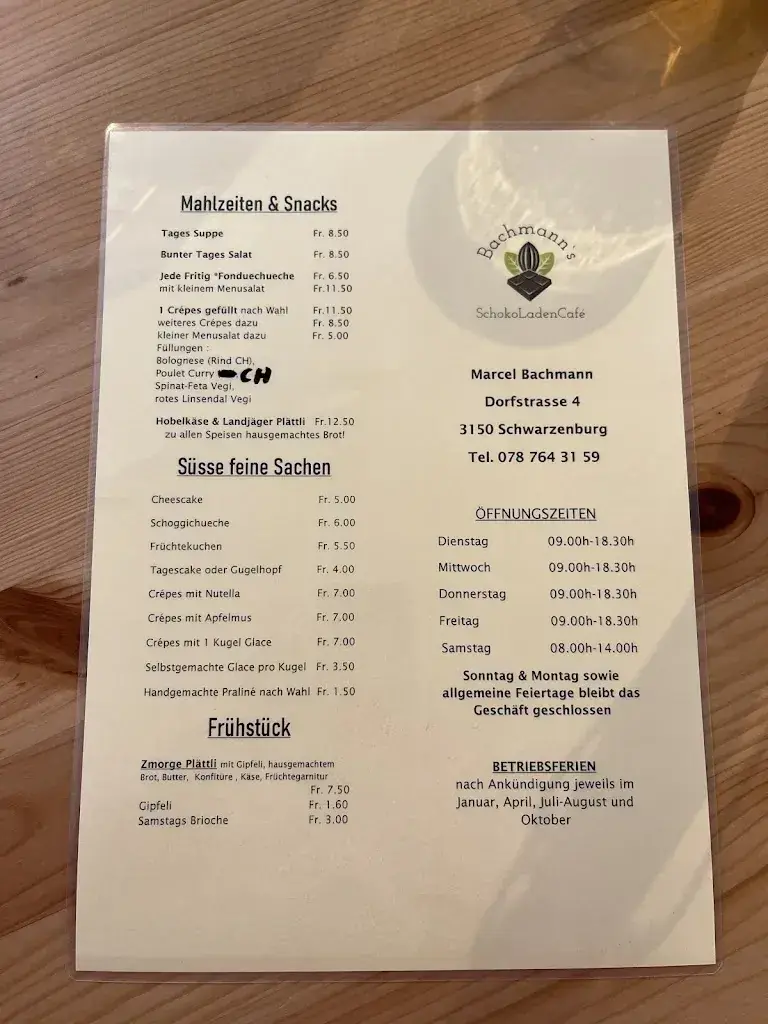 Mahlzeiten & Snacks
Tages Suppe Fr. 8.50
Bunter Tages Salat Fr. 8.50
Jede Fritig *Fonduechueche Fr. 6.50
mit kleinem Menusalat Fr.11.50
1 Crépes gefüllt nach Wahl Fr.11.50
weiteres Crépes dazu Fr. 8.50
kleiner Menusalat dazu Fr. 5.00
Füllungen :
Bolognese (Rind CH),
Poulet Curry CH
Spinat-Feta Vegi,
rotes Linsendal Vegi
Hobelkäse & Landjäger Plättli Fr.12.50
zu allen Speisen hausgemachtes Brot!
Süsse feine Sachen
Cheescake Fr. 5.00
Schoggichueche Fr. 6.00
Früchtekuchen Fr. 5.50
Tagescake oder Gugelhopf Fr. 4.00
Crépes mit Nutella Fr. 7.00
Crépes mit Apfelmus Fr. 7.00
Crépes mit 1 Kugel Glace Fr. 7.00
Selbstgemachte Glace pro Kugel Fr. 3.50
Handgemachte Praliné nach Wahl Fr. 1.50
Frühstück
Zmorge Plättli mit Gipfeli, hausgemachtem
Brot, Butter, Konfitüre , Käse, Früchtegarnitur
Fr. 7.50
Gipfeli Fr. 1.60
Samstags Brioche Fr. 3.00
Bachmann's
SchokoLadenCafé
Marcel Bachmann
Dorfstrasse 4
3150 Schwarzenburg
Tel. 078 764 31 59
ÖFFNUNGSZEITEN
Dienstag 09.00h-18.30h
Mittwoch 09.00h-18.30h
Donnerstag 09.00h-18.30h
Freitag 09.00h-18.30h
Samstag 08.00h-14.00h
Sonntag & Montag sowie
allgemeine Feiertage bleibt das
Geschäft geschlossen
BETRIEBSFERIEN
nach Ankündigung jeweils im
Januar, April, Juli-August und
Oktober